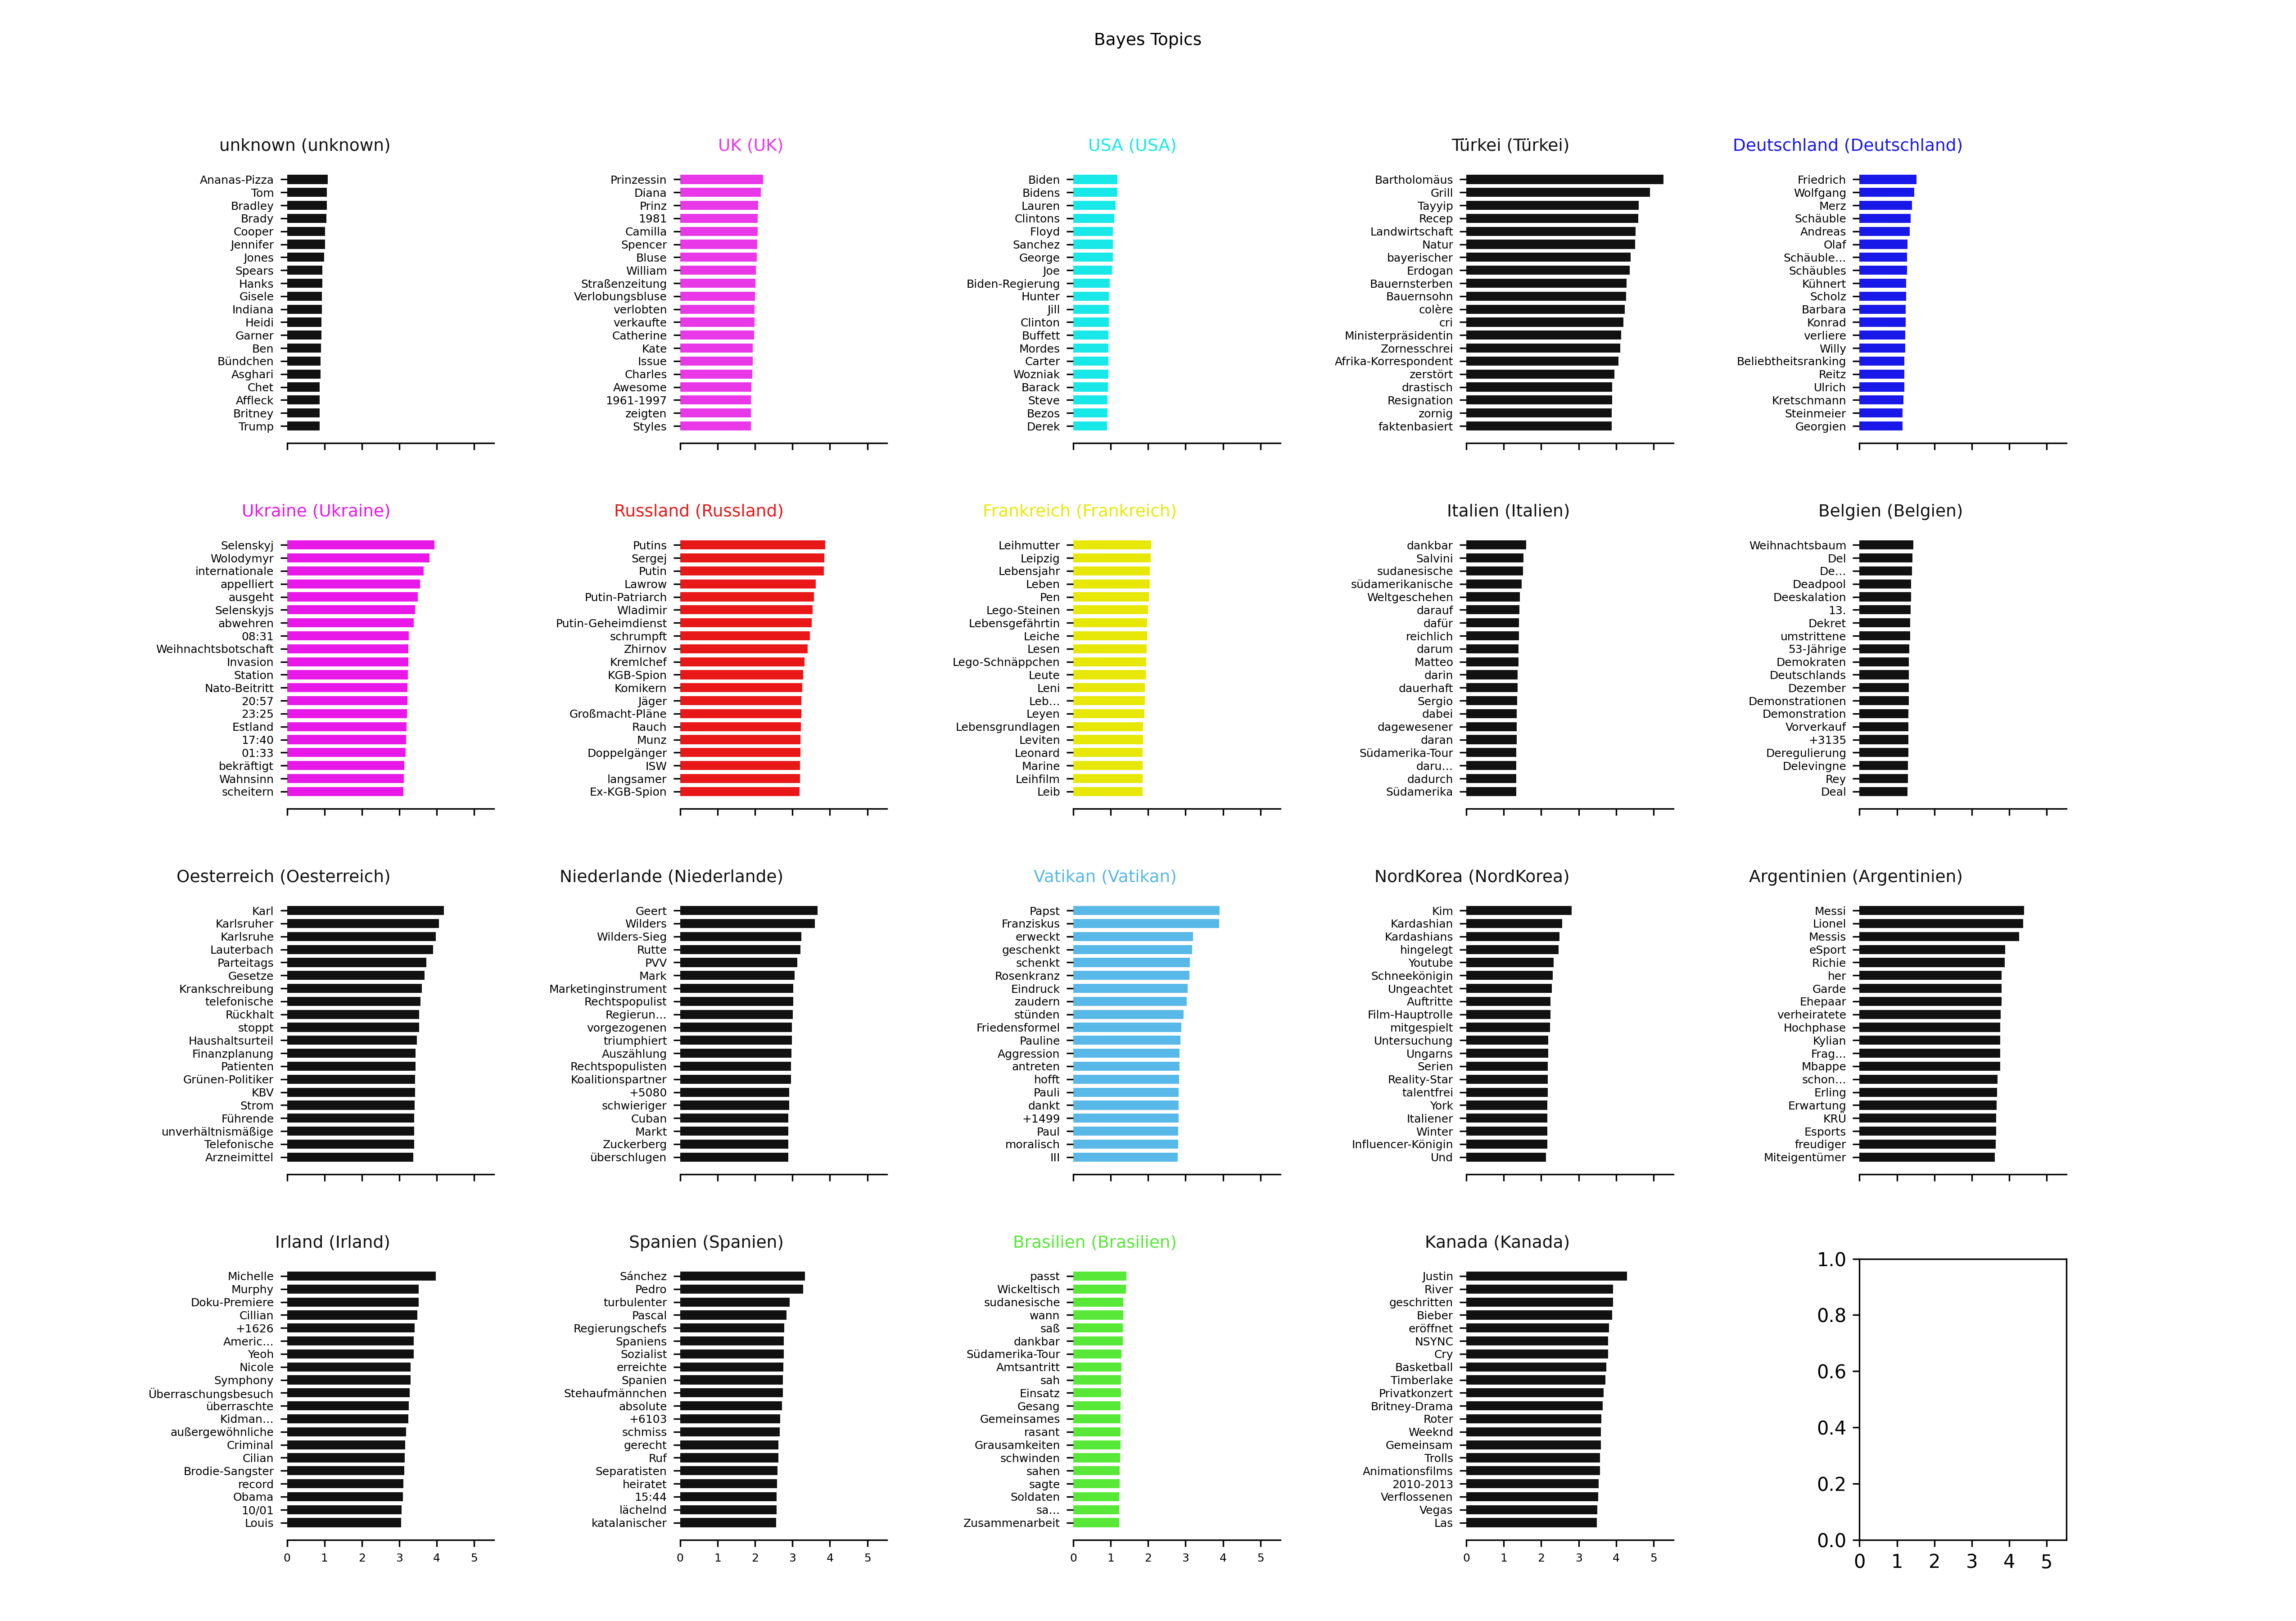 Bayes Topics
unknown (unknown)
Ananas-Pizza
Tom
Bradley
Brady
Cooper
Jennifer
Jones
Spears
Hanks
Gisele
Indiana
Heidi
Garner
Ben
Bündchen
Asghari
Chet
Affleck
Britney
Trump
UK (UK)
Prinzessin
Diana
Prinz
1981
Camilla
Spencer
Bluse
William
Straßenzeitung
Verlobungsbluse
verlobten
verkaufte
Catherine
Kate
Issue
Charles
Awesome
1961-1997
zeigten
Styles
USA (USA)
Biden
Bidens
Lauren
Clintons
Floyd
Sanchez
George
Joe
Biden-Regierung
Hunter
Jill
Clinton
Buffett
Mordes
Carter
Wozniak
Barack
Steve
Bezos
Derek
Türkei (Türkei)
Bartholomäus
Grill
Tayyip
Recep
Landwirtschaft
Natur
bayerischer
Erdogan
Bauernsterben
Bauernsohn
colère
cri
Ministerpräsidentin
Zornesschrei
Afrika-Korrespondent
zerstört
drastisch
Resignation
zornig
faktenbasiert
Deutschland (Deutschland)
Friedrich
Wolfgang
Merz
Schäuble
Andreas
Olaf
Schäuble…
Schäubles
Kühnert
Scholz
Barbara
Konrad
verliere
Willy
Beliebtheitsranking
Reitz
Ulrich
Kretschmann
Steinmeier
Georgien
Ukraine (Ukraine)
Selenskyj
Wolodymyr
internationale
appelliert
ausgeht
Selenskyjs
abwehren
08:31
Weihnachtsbotschaft
Invasion
Station
Nato-Beitritt
20:57
23:25
Estland
17:40
01:33
bekräftigt
Wahnsinn
scheitern
Russland (Russland)
Putins
Sergej
Putin
Lawrow
Putin-Patriarch
Wladimir
Putin-Geheimdienst
schrumpft
Zhirnov
Kremlchef
KGB-Spion
Komikern
Jäger
Großmacht-Pläne
Rauch
Munz
Doppelgänger
ISW
langsamer
Ex-KGB-Spion
Frankreich (Frankreich)
Leihmutter
Leipzig
Lebensjahr
Leben
Pen
Lego-Steinen
Lebensgefährtin
Leiche
Lesen
Lego-Schnäppchen
Leute
Leni
Leb…
Leyen
Lebensgrundlagen
Leviten
Leonard
Marine
Leihfilm
Leib
Italien (Italien)
dankbar
Salvini
sudanesische
südamerikanische
Weltgeschehen
darauf
dafür
reichlich
darum
Matteo
darin
dauerhaft
Sergio
dabei
dagewesener
daran
Südamerika-Tour
daru…
dadurch
Südamerika
Belgien (Belgien)
Weihnachtsbaum
Del
De…
Deadpool
Deeskalation
13.
Dekret
umstrittene
53-Jährige
Demokraten
Deutschlands
Dezember
Demonstrationen
Demonstration
Vorverkauf
+3135
Deregulierung
Delevingne
Rey
Deal
Oesterreich (Oesterreich)
Karl
Karlsruher
Karlsruhe
Lauterbach
Parteitags
Gesetze
Krankschreibung
telefonische
Rückhalt
stoppt
Haushaltsurteil
Finanzplanung
Patienten
Grünen-Politiker
KBV
Strom
Führende
unverhältnismäßige
Telefonische
Arzneimittel
Niederlande (Niederlande)
Geert
Wilders
Wilders-Sieg
Rutte
PVV
Mark
Marketinginstrument
Rechtspopulist
Regierun…
vorgezogenen
triumphiert
Auszählung
Rechtspopulisten
Koalitionspartner
+5080
schwieriger
Cuban
Markt
Zuckerberg
überschlugen
Vatikan (Vatikan)
Papst
Franziskus
erweckt
geschenkt
schenkt
Rosenkranz
Eindruck
zaudern
stünden
Friedensformel
Pauline
Aggression
antreten
hofft
Pauli
dankt
+1499
Paul
moralisch
III
NordKorea (NordKorea)
Kim
Kardashian
Kardashians
hingelegt
Youtube
Schneekönigin
Ungeachtet
Auftritte
Film-Hauptrolle
mitgespielt
Untersuchung
Ungarns
Serien
Reality-Star
talentfrei
York
Italiener
Winter
Influencer-Königin
Und
Argentinien (Argentinien)
Messi
Lionel
Messis
eSport
Richie
her
Garde
Ehepaar
verheiratete
Hochphase
Kylian
Frag…
Mbappe
schon…
Erling
Erwartung
KRÜ
Esports
freudiger
Miteigentümer
Irland (Irland)
Michelle
Murphy
Doku-Premiere
Cillian
+1626
Americ…
Yeoh
Nicole
Symphony
Überraschungsbesuch
überraschte
Kidman…
außergewöhnliche
Criminal
Cilian
Brodie-Sangster
record
Obama
10/01
Louis
0 1 2 3 4 5
Spanien (Spanien)
Sánchez
Pedro
turbulenter
Pascal
Regierungschefs
Spaniens
Sozialist
erreichte
Spanien
Stehaufmännchen
absolute
+6103
schmiss
gerecht
Ruf
Separatisten
heiratet
15:44
lächelnd
katalanischer
0 1 2 3 4 5
Brasilien (Brasilien)
passt
Wickeltisch
sudanesische
wann
saß
dankbar
Südamerika-Tour
Amtsantritt
sah
Einsatz
Gesang
Gemeinsames
rasant
Grausamkeiten
schwinden
sahen
sagte
Soldaten
sa…
Zusammenarbeit
0 1 2 3 4 5
Kanada (Kanada)
Justin
River
geschritten
Bieber
eröffnet
NSYNC
Cry
Basketball
Timberlake
Privatkonzert
Britney-Drama
Roter
Weeknd
Gemeinsam
Trolls
Animationsfilms
2010-2013
Verflossenen
Vegas
Las
0 1 2 3 4 5
1.0
0.8
0.6
0.4
0.2
0.0
0 1 2 3 4 5